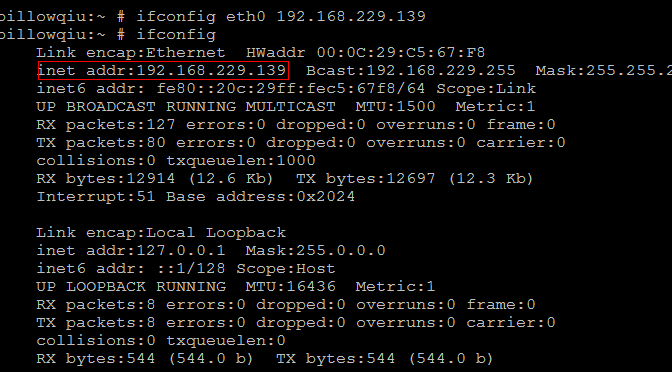 billowqiu:~ # ifconfig eth0 192.168.229.139
billowqiu:~ # ifconfig
Link encap:Ethernet  HWaddr 00:0C:29:C5:67:F8
inet addr:192.168.229.139  Bcast:192.168.229.255  Mask:255.255.2
inet6 addr: fe80::20c:29ff:fec5:67f8/64 Scope:Link
UP BROADCAST RUNNING MULTICAST  MTU:1500  Metric:1
RX packets:127 errors:0 dropped:0 overruns:0 frame:0
TX packets:80 errors:0 dropped:0 overruns:0 carrier:0
collisions:0 txqueuelen:1000
RX bytes:12914 (12.6 Kb)  TX bytes:12697 (12.3 Kb)
Interrupt:51 Base address:0x2024
Link encap:Local Loopback
inet addr:127.0.0.1  Mask:255.0.0.0
inet6 addr: ::1/128 Scope:Host
UP LOOPBACK RUNNING  MTU:16436  Metric:1
RX packets:8 errors:0 dropped:0 overruns:0 frame:0
TX packets:8 errors:0 dropped:0 overruns:0 carrier:0
collisions:0 txqueuelen:0
RX bytes:544 (544.0 b)  TX bytes:544 (544.0 b)